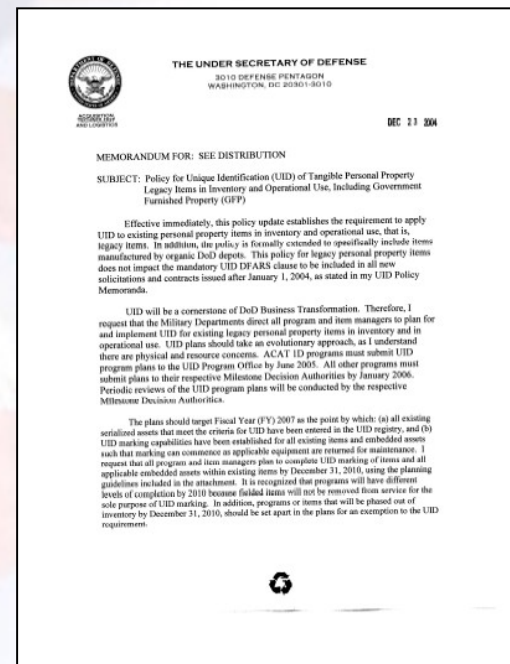 THE UNDER SECRETARY OF DEFENSE
3010 DEFENSE PENTAGON
WASHINGTON, DC 20301-3010
ACQUISITION
TECHNOLOGY
AND LOGISTICS
DEC 23 2004
MEMORANDUM FOR: SEE DISTRIBUTION
SUBJECT: Policy for Unique Identification (UID) of Tangible Personal Property
Legacy Items in Inventory and Operational Use, Including Government
Furnished Property (GFP)
Effective immediately, this policy update establishes the requirement to apply
UID to existing personal property items in inventory and operational use, that is,
legacy items. In addition, the policy is formally extended to specifically include items
manufactured by organic DoD depots. This policy for legacy personal property items
does not impact the mandatory UID DFARS clause to be included in all new
solicitations and contracts issued after January 1, 2004, as stated in my UID Policy
Memoranda.
UID will be a cornerstone of DoD Business Transformation. Therefore, I
request that the Military Departments direct all program and item managers to plan for
and implement UID for existing legacy personal property items in inventory and in
operational use. UID plans should take an evolutionary approach, as I understand
there are physical and resource concerns. ACAT 1D programs must submit UID
program plans to the UID Program Office by June 2005. All other programs must
submit plans to their respective Milestone Decision Authorities by January 2006.
Periodic reviews of the UID program plans will be conducted by the respective
Milestone Decision Authorities.
The plans should target Fiscal Year (FY) 2007 as the point by which: (a) all existing
serialized assets that meet the criteria for UID have been entered in the UID registry, and (b)
UID marking capabilities have been established for all existing items and embedded assets
such that marking can commence as applicable equipment are returned for maintenance. I
request that all program and item managers plan to complete UID marking of items and all
applicable embedded assets within existing items by December 31, 2010, using the planning
guidelines included in the attachment. It is recognized that programs will have different
levels of completion by 2010 because fielded items will not be removed from service for the
sole purpose of UID marking. In addition, programs or items that will be phased out of
inventory by December 31, 2010, should be set apart in the plans for an exemption to the UID
requirement.